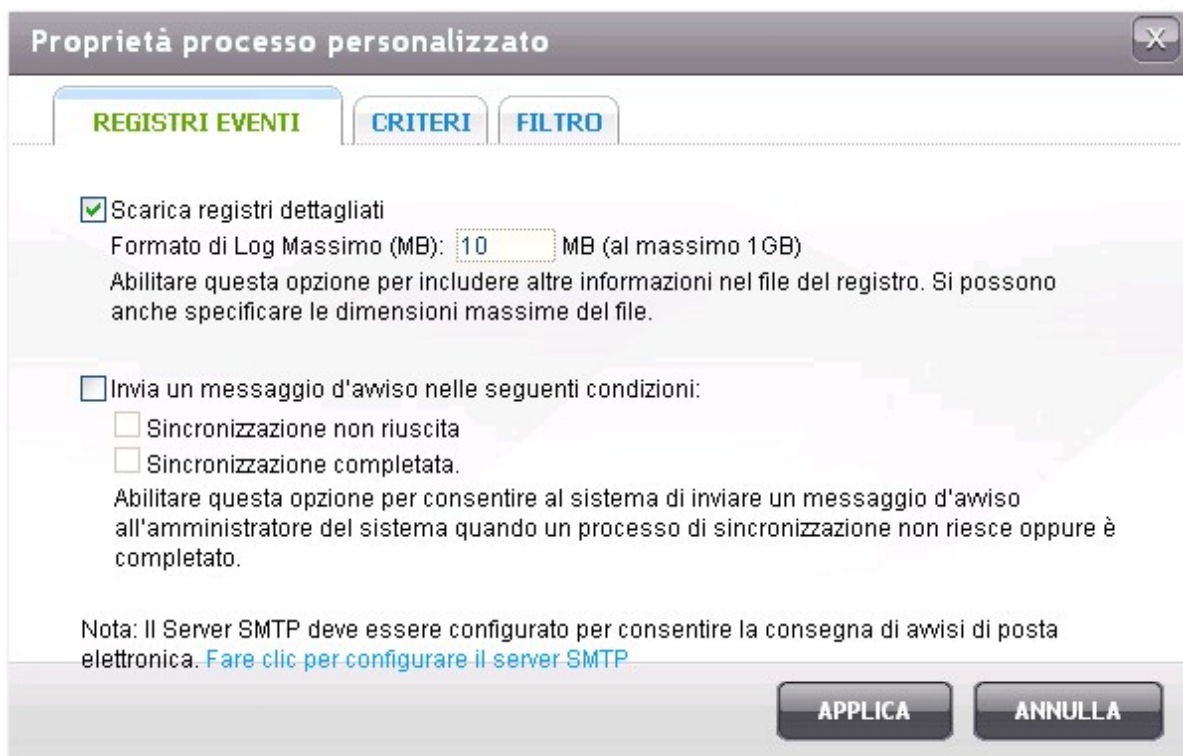 Proprietà processo personalizzato
X
REGISTRI EVENTI
CRITERI
FILTRO
Scarica registri dettagliati
Formato di Log Massimo (MB): 10 MB (al massimo 1GB)
Abilitare questa opzione per includere altre informazioni nel file del registro. Si possono
anche specificare le dimensioni massime del file.
Invia un messaggio d'avviso nelle seguenti condizioni:
Sincronizzazione non riuscita
Sincronizzazione completata.
Abilitare questa opzione per consentire al sistema di inviare un messaggio d'avviso
all'amministratore del sistema quando un processo di sincronizzazione non riesce oppure è
completato.
Nota: Il Server SMTP deve essere configurato per consentire la consegna di avvisi di posta
elettronica. Fare clic per configurare il server SMTP
APPLICA
ANNULLA